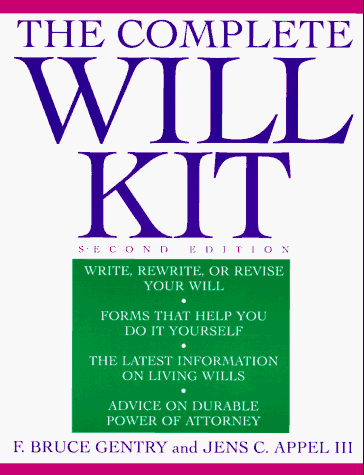 THE COMPLETE
WILL
KIT
SECOND EDITION
WRITE, REWRITE, OR REVISE
YOUR WILL
•
FORMS THAT HELP YOU
DO IT YOURSELF
•
THE LATEST INFORMATION
ON LIVING WILLS
•
ADVICE ON DURABLE
POWER OF ATTORNEY
F. BRUCE GENTRY and JENS C. APPEL III